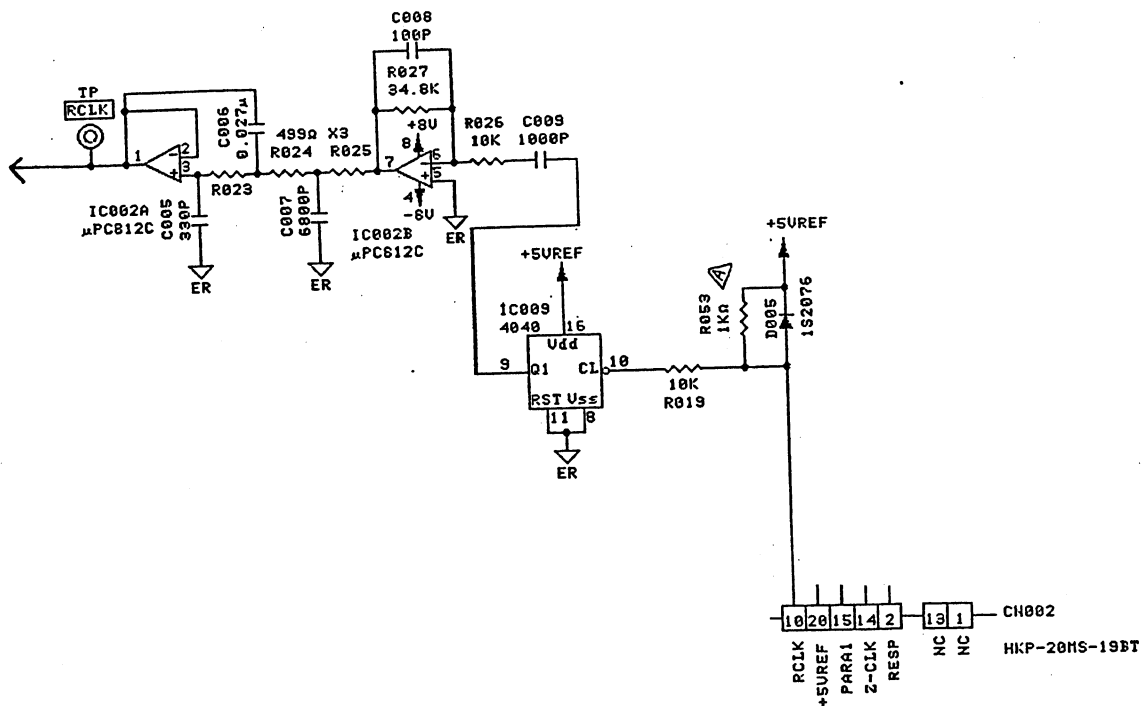 C008
100P
R027
34.8K
TP
RCLK
C006
0.027μ
499Ω X3
R024
R025
+8V
8
R026
10K
C009
1000P
1
2
3
-
+
7
6
5
-
+
4
-6V
R023
IC002A
μPC812C
C005
330P
C007
6800P
IC002B
μPC812C
ER
ER
ER
+5VREF
+5VREF
IC009
4040
16
Vdd
9
Q1
CL
10
RST
Vss
11
8
ER
10K
R019
R053
1KΩ
A
D005
1S2076
10
20
15
14
2
13
1
CN002
RCLK
+5VREF
PARA1
Z-CLK
RESP
NC
NC
HKP-20MS-19BT